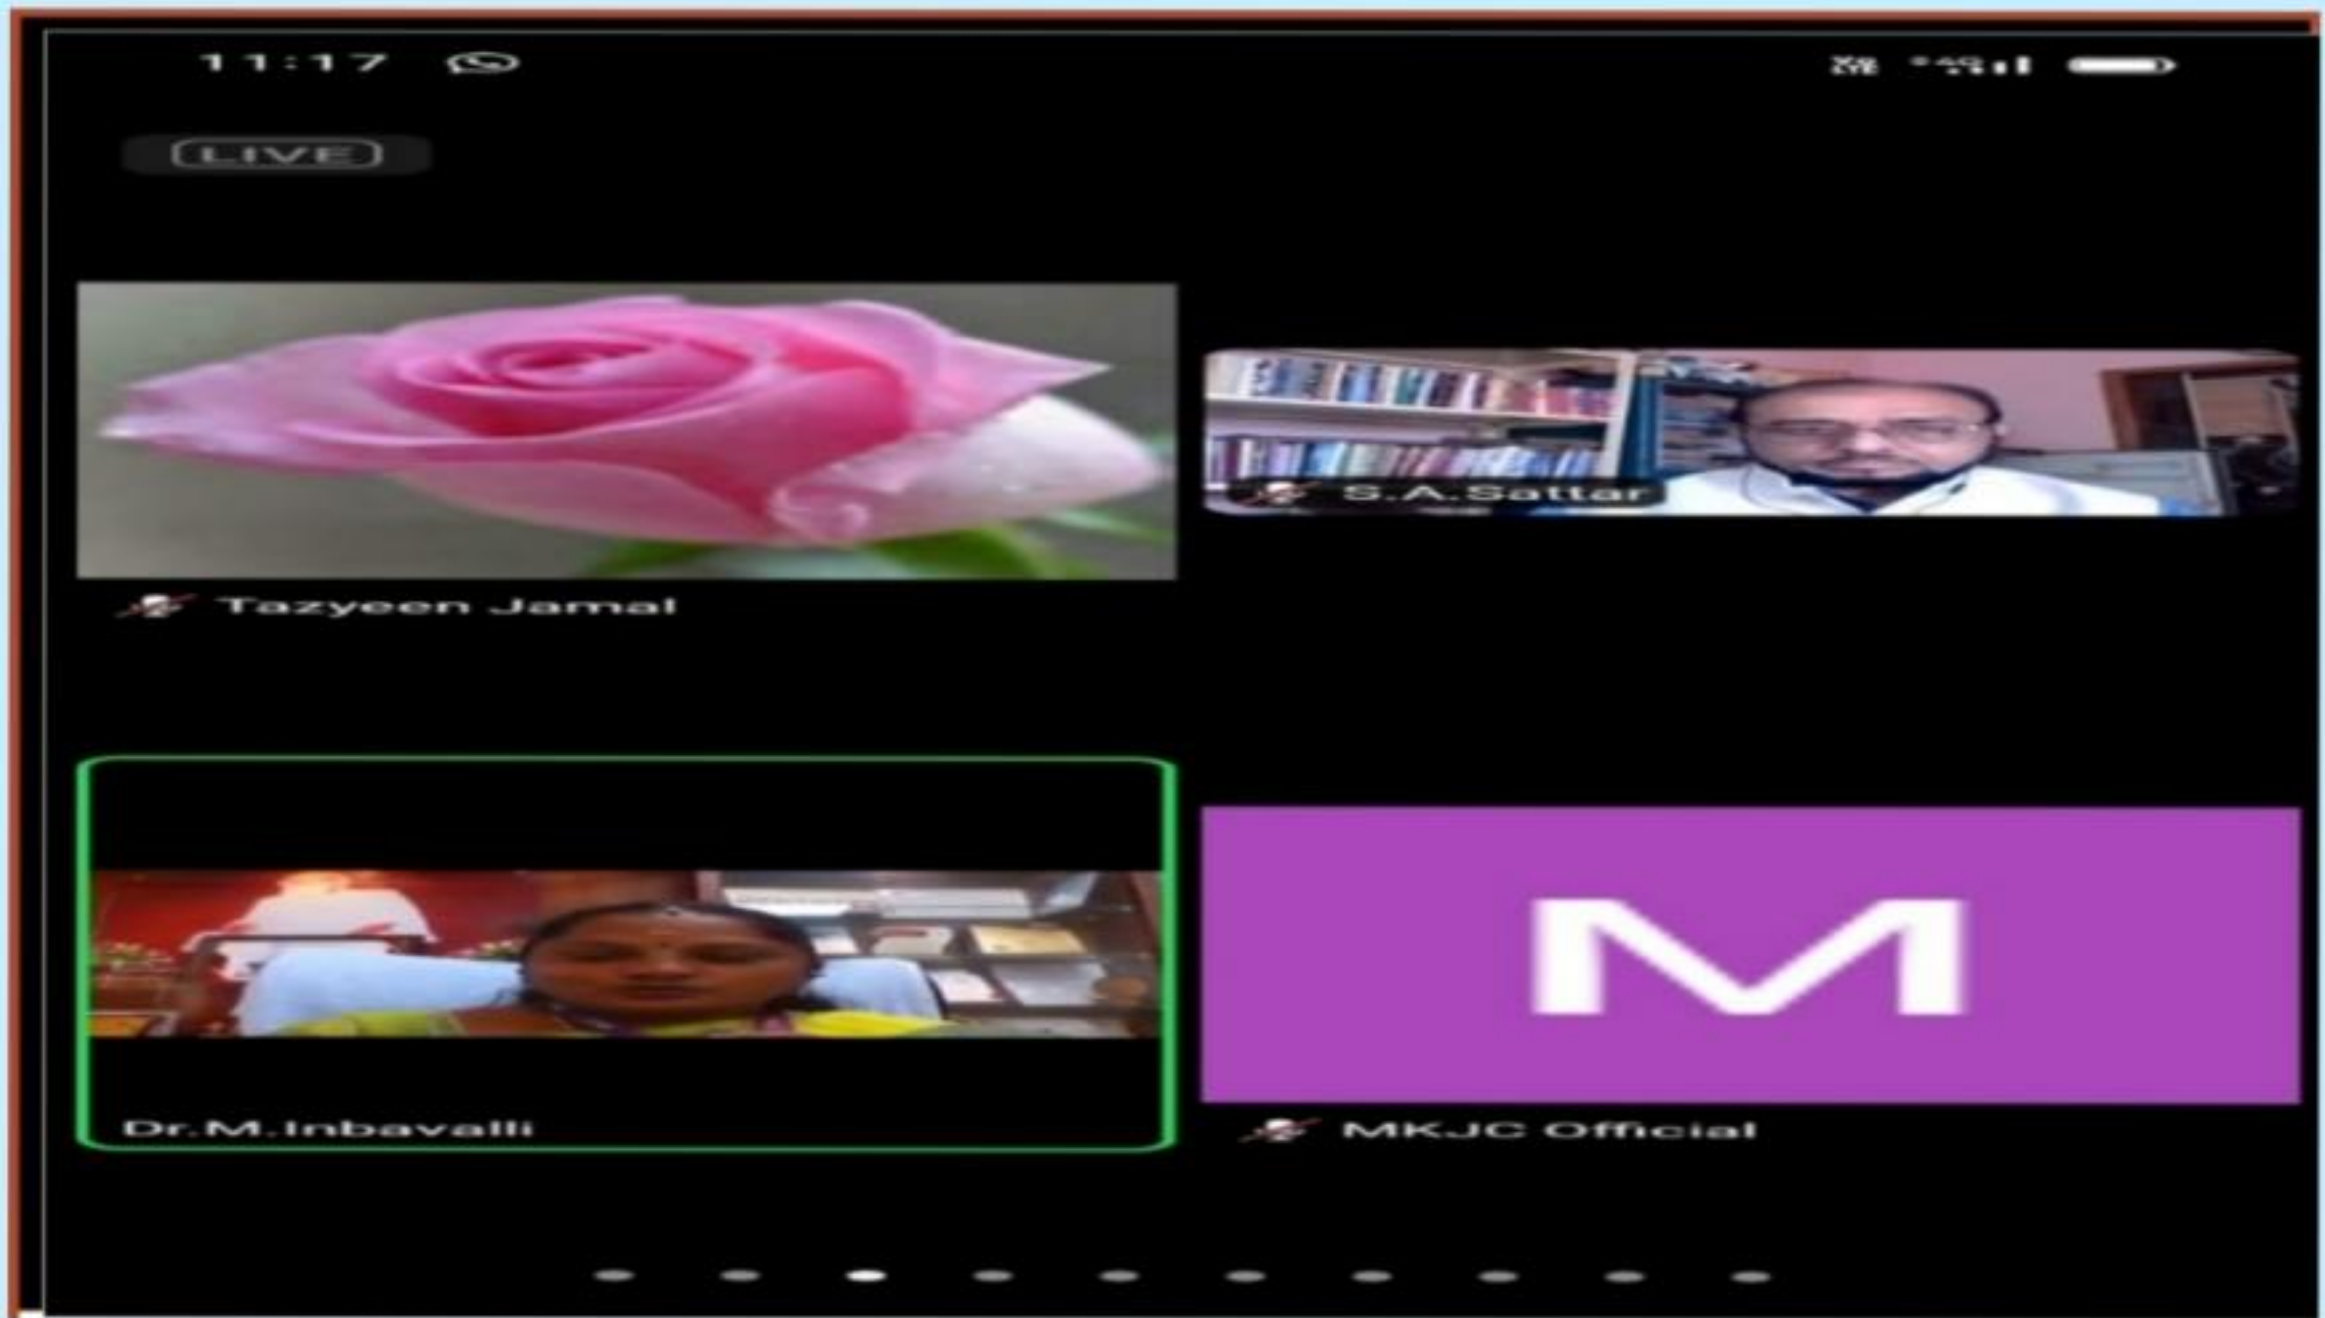 11:17
LIVE
S.A.Sattar
Tazyeen Jamal
M
Dr.M.Inbavalli
MKJC Official